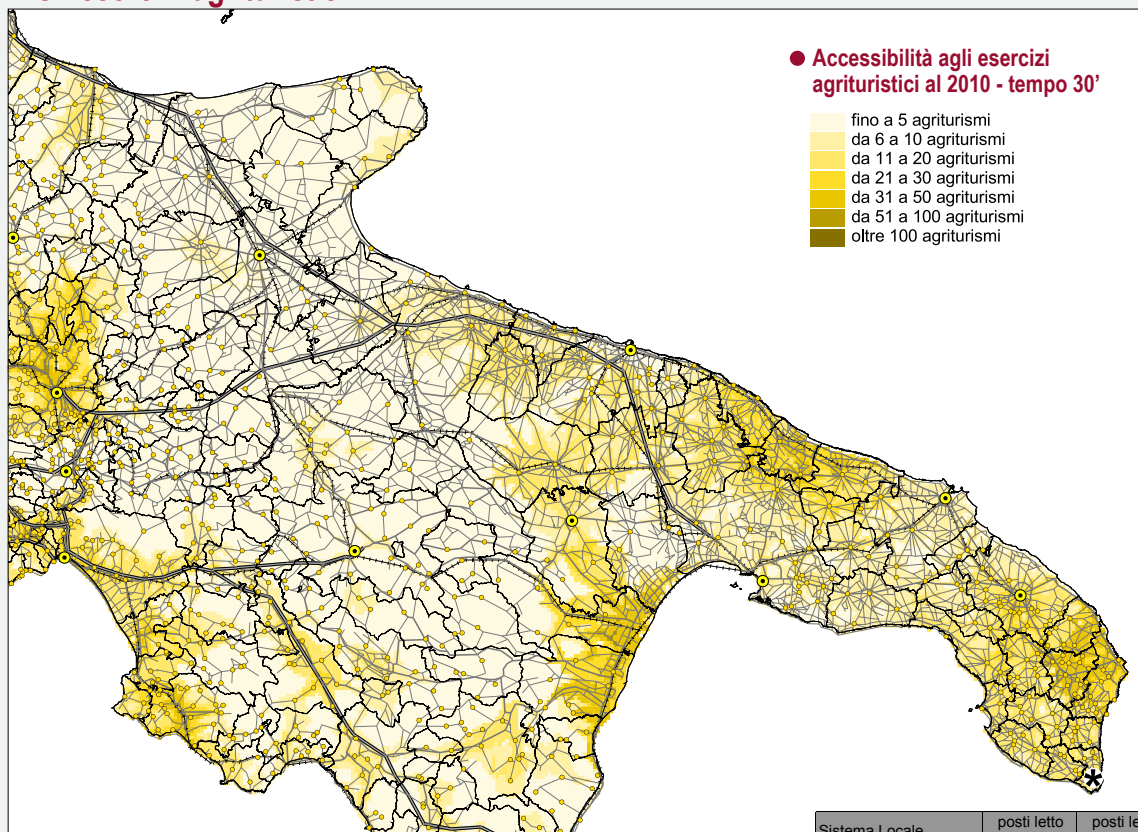 Accessibilità agli esercizi
agrituristici al 2010 - tempo 30'
fino a 5 agriturismi
da 6 a 10 agriturismi
da 11 a 20 agriturismi
da 21 a 30 agriturismi
da 31 a 50 agriturismi
da 51 a 100 agriturismi
oltre 100 agriturismi
*
Sistema Locale
posti letto